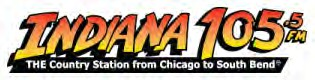 INDIANA 105.5 FM
THE Country Station from Chicago to South Bend®